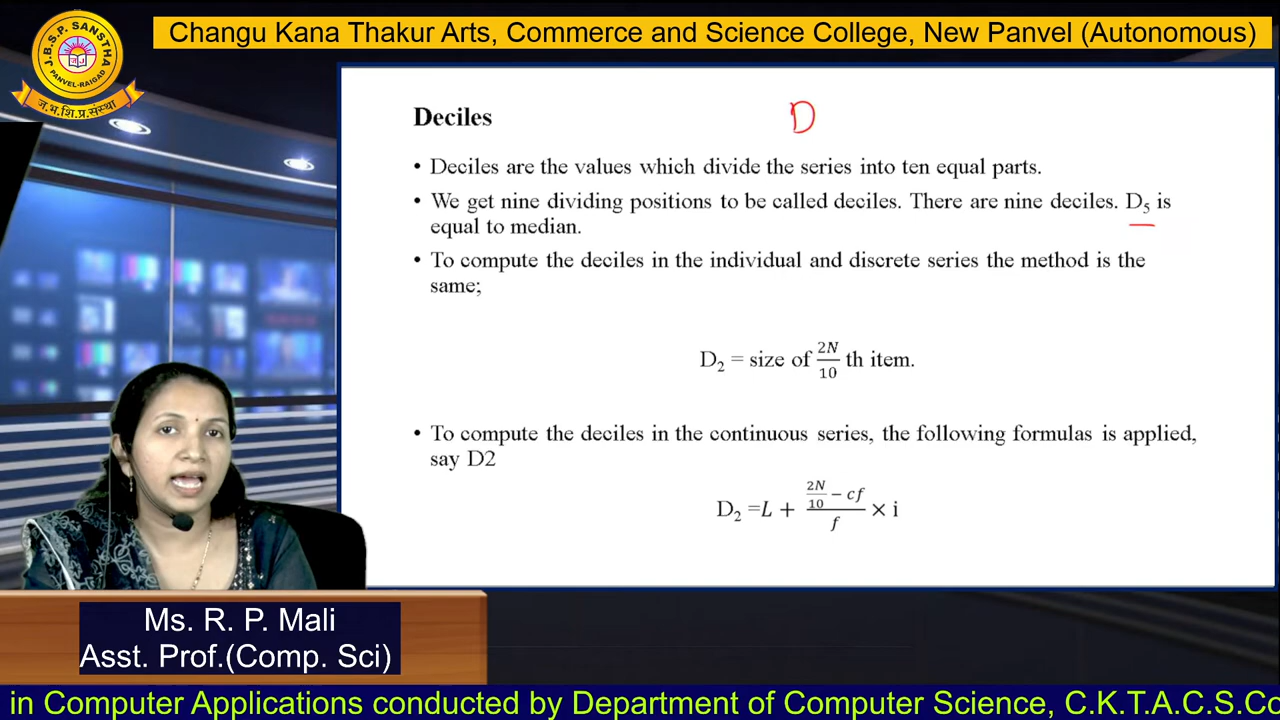 Changu Kana Thakur Arts, Commerce and Science College, New Panvel (Autonomous)
J.B.S.P. SANSTHA
PANVEL-RAIGAD
ज.भ.शि.प्र.संस्था
Deciles
D
• Deciles are the values which divide the series into ten equal parts.
• We get nine dividing positions to be called deciles. There are nine deciles. D₅ is
equal to median.
• To compute the deciles in the individual and discrete series the method is the
same;
D₂ = size of 2N/10 th item.
• To compute the deciles in the continuous series, the following formulas is applied,
say D2
D₂ =L + (2N/10 − cf)/f × i
Ms. R. P. Mali
Asst. Prof.(Comp. Sci)
in Computer Applications conducted by Department of Computer Science, C.K.T.A.C.S.Co